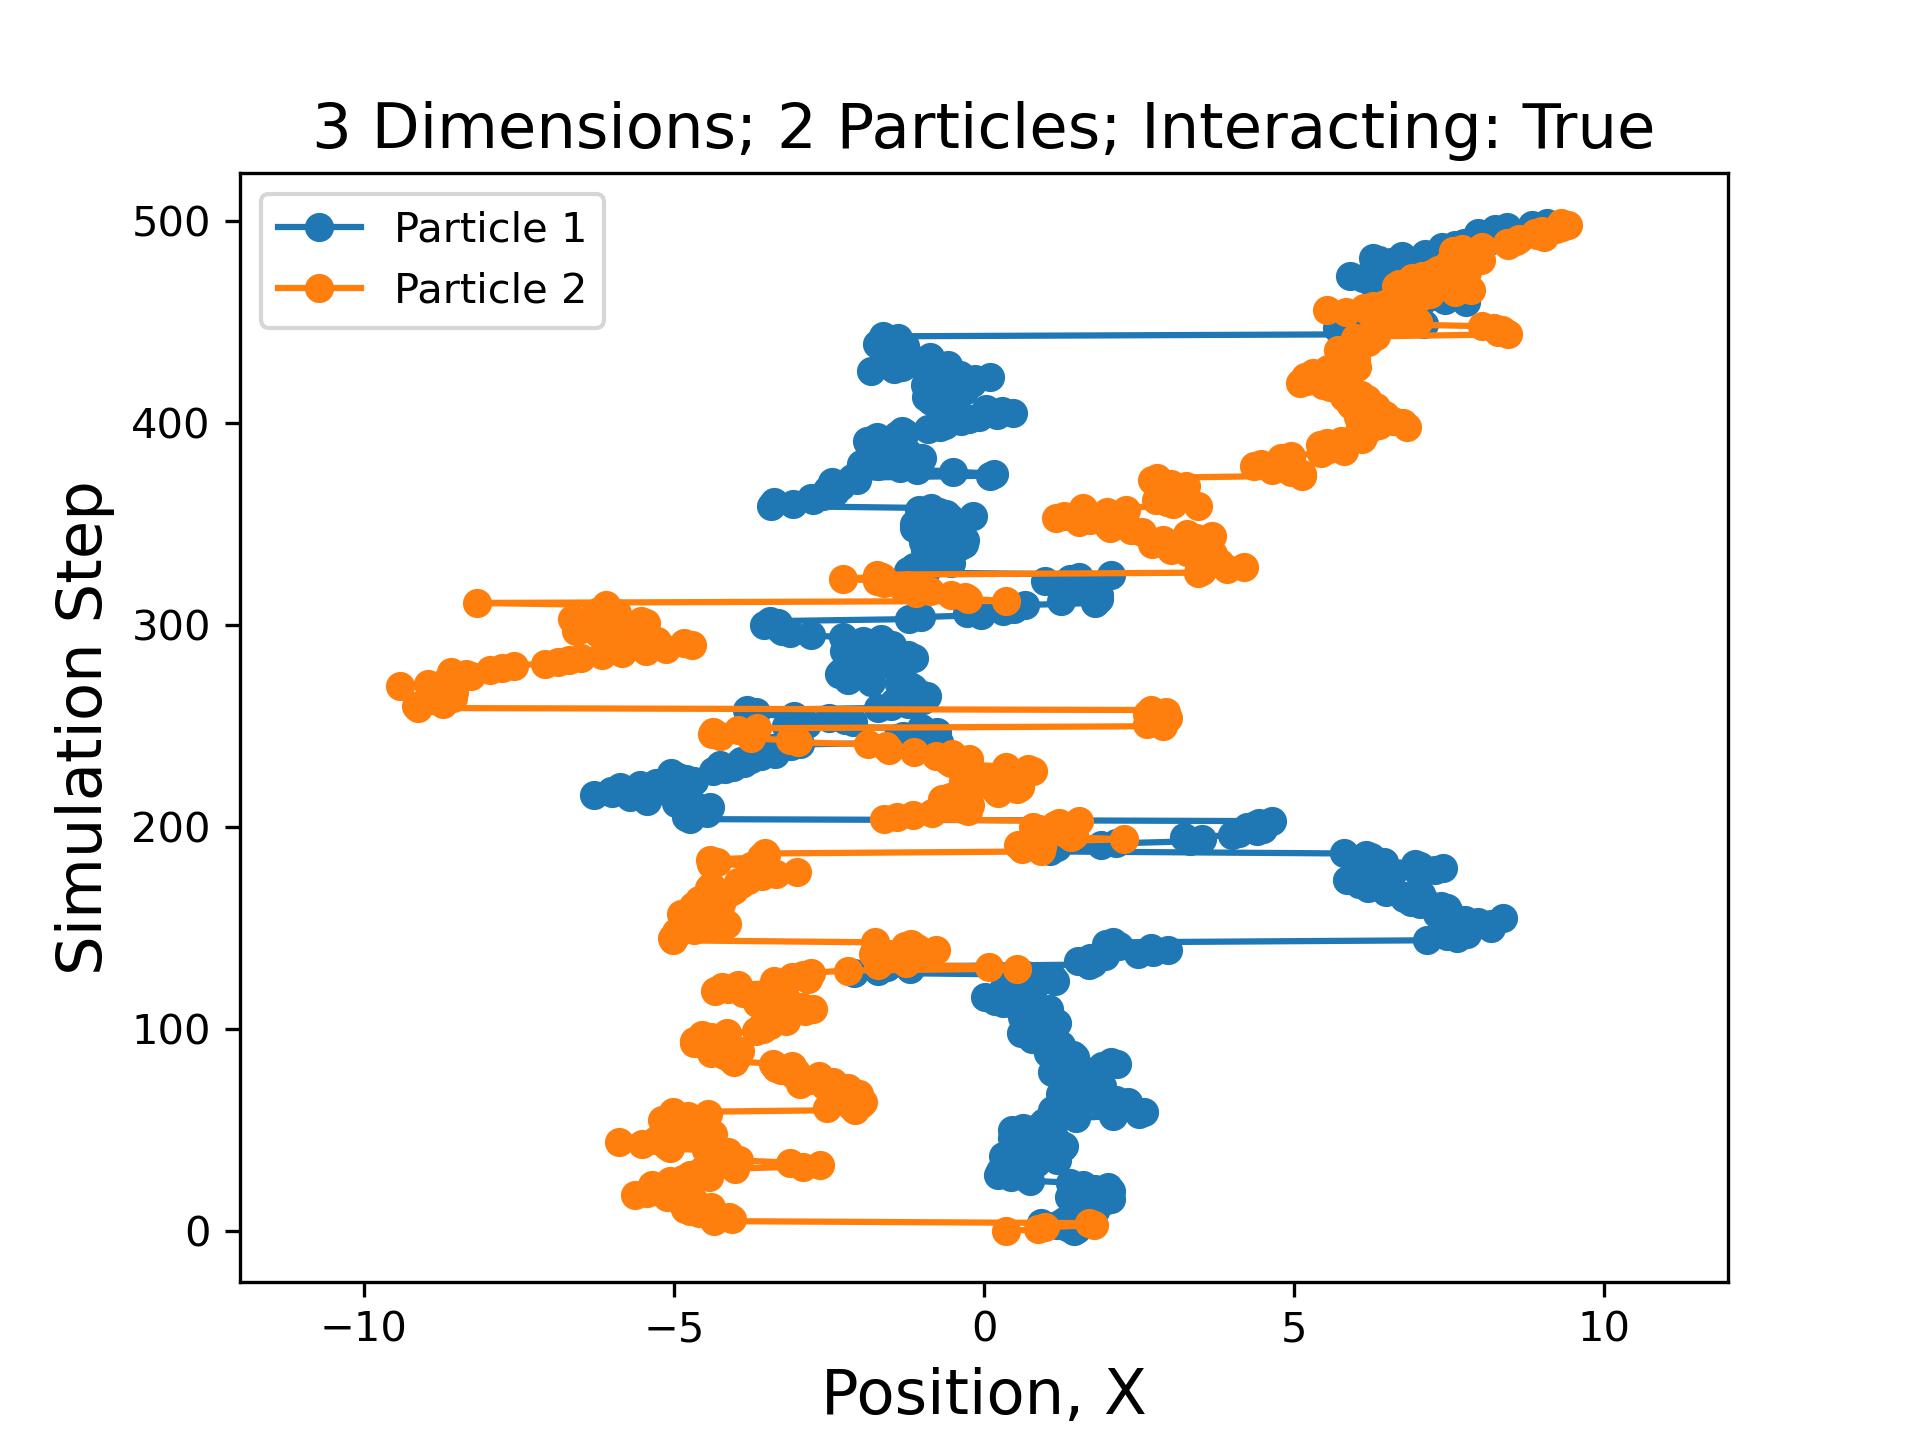 3 Dimensions; 2 Particles; Interacting: True
Particle 1
Particle 2
500
400
300
200
100
0
Simulation Step
−10
−5
0
5
10
Position, X